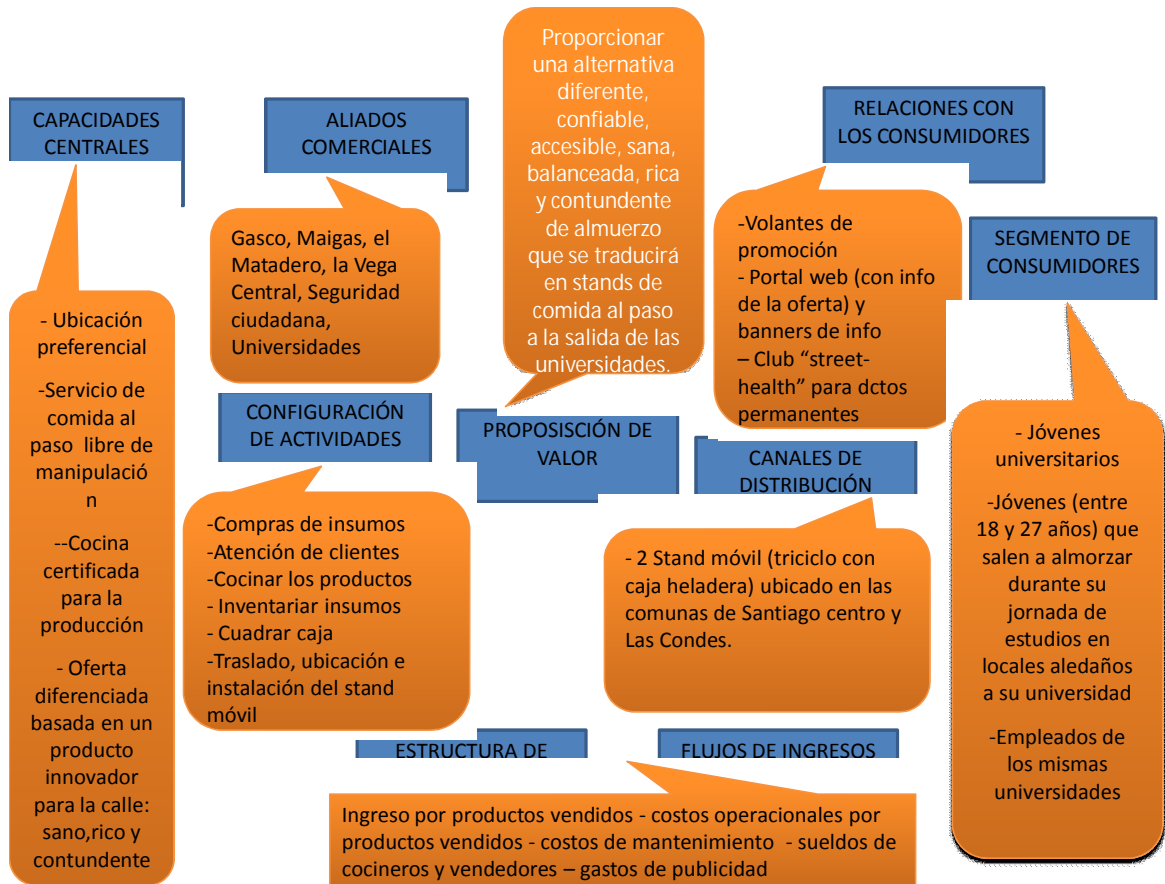 CAPACIDADES
CENTRALES
- Ubicación
preferencial
-Servicio de
comida al
paso libre de
manipulació
n
--Cocina
certificada
para la
producción
- Oferta
diferenciada
basada en un
producto
innovador
para la calle:
sano,rico y
contundente
ALIADOS
COMERCIALES
Gasco, Maigas, el
Matadero, la Vega
Central, Seguridad
ciudadana,
Universidades
CONFIGURACIÓN
DE ACTIVIDADES
-Compras de insumos
-Atención de clientes
-Cocinar los productos
- Inventariar insumos
- Cuadrar caja
-Traslado, ubicación e
instalación del stand
móvil
Proporcionar
una alternativa
diferente,
confiable,
accesible, sana,
balanceada, rica
y contundente
de almuerzo
que se traducirá
en stands de
comida al paso
a la salida de las
universidades.
PROPOSISCIÓN DE
VALOR
RELACIONES CON
LOS CONSUMIDORES
-Volantes de
promoción
- Portal web (con info
de la oferta) y
banners de info
– Club “street-
health” para dctos
permanentes
CANALES DE
DISTRIBUCIÓN
- 2 Stand móvil (triciclo con
caja heladera) ubicado en las
comunas de Santiago centro y
Las Condes.
SEGMENTO DE
CONSUMIDORES
- Jóvenes
universitarios
-Jóvenes (entre
18 y 27 años) que
salen a almorzar
durante su
jornada de
estudios en
locales aledaños
a su universidad
-Empleados de
los mismas
universidades
ESTRUCTURA DE
FLUJOS DE INGRESOS
Ingreso por productos vendidos - costos operacionales por
productos vendidos - costos de mantenimiento - sueldos de
cocineros y vendedores – gastos de publicidad